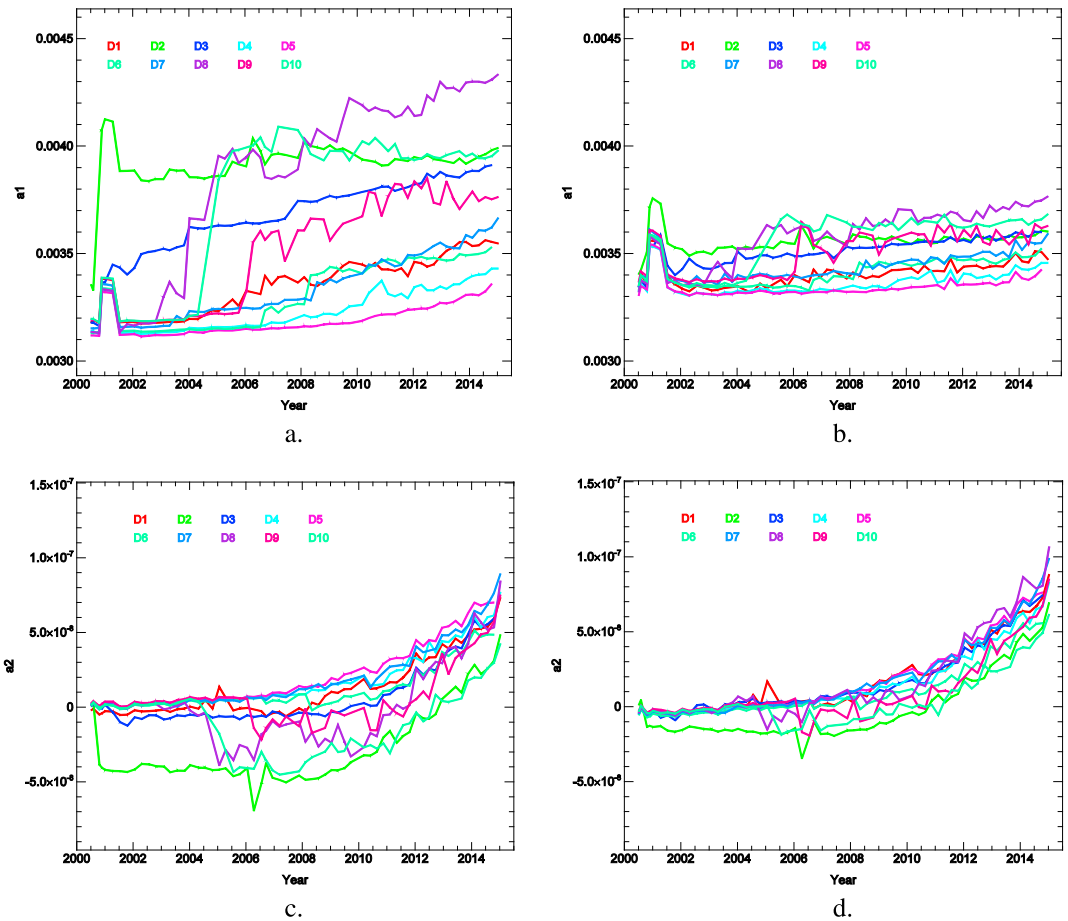 0.0045
D1 D2 D3 D4 D5
D6 D7 D8 D9 D10
0.0040
a1
0.0035
0.0030
2000 2002 2004 2006 2008 2010 2012 2014
Year
a.
0.0045
D1 D2 D3 D4 D5
D6 D7 D8 D9 D10
0.0040
a1
0.0035
0.0030
2000 2002 2004 2006 2008 2010 2012 2014
Year
b.
1.5×10-7
D1 D2 D3 D4 D5
D6 D7 D8 D9 D10
1.0×10-7
5.0×10-8
a2
0
-5.0×10-8
2000 2002 2004 2006 2008 2010 2012 2014
Year
c.
1.5×10-7
D1 D2 D3 D4 D5
D6 D7 D8 D9 D10
1.0×10-7
5.0×10-8
a2
0
-5.0×10-8
2000 2002 2004 2006 2008 2010 2012 2014
Year
d.